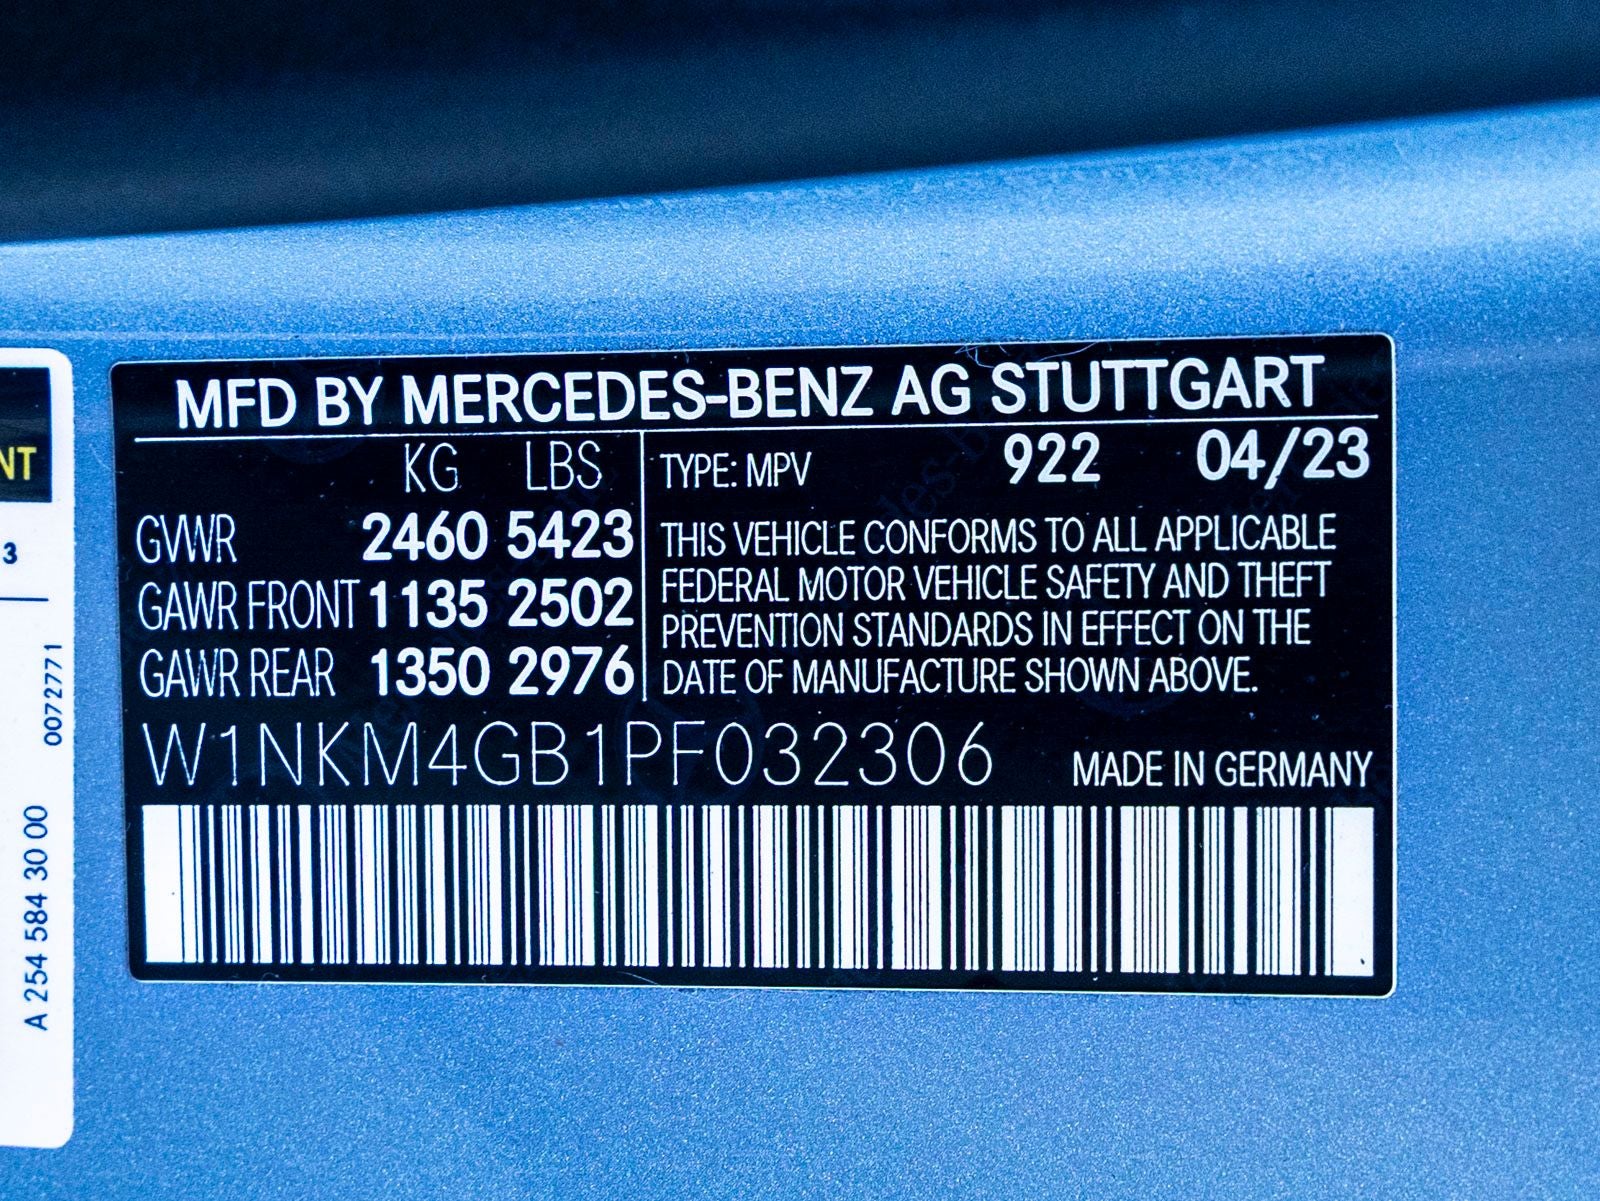 MFD BY MERCEDES-BENZ AG STUTTGART
KG LBS
GVWR 2460 5423
GAWR FRONT 1135 2502
GAWR REAR 1350 2976
TYPE: MPV 922 04/23
THIS VEHICLE CONFORMS TO ALL APPLICABLE
FEDERAL MOTOR VEHICLE SAFETY AND THEFT
PREVENTION STANDARDS IN EFFECT ON THE
DATE OF MANUFACTURE SHOWN ABOVE.
W1NKM4GB1PF032306
MADE IN GERMANY
NT
3
0072771
A 254 584 30 00